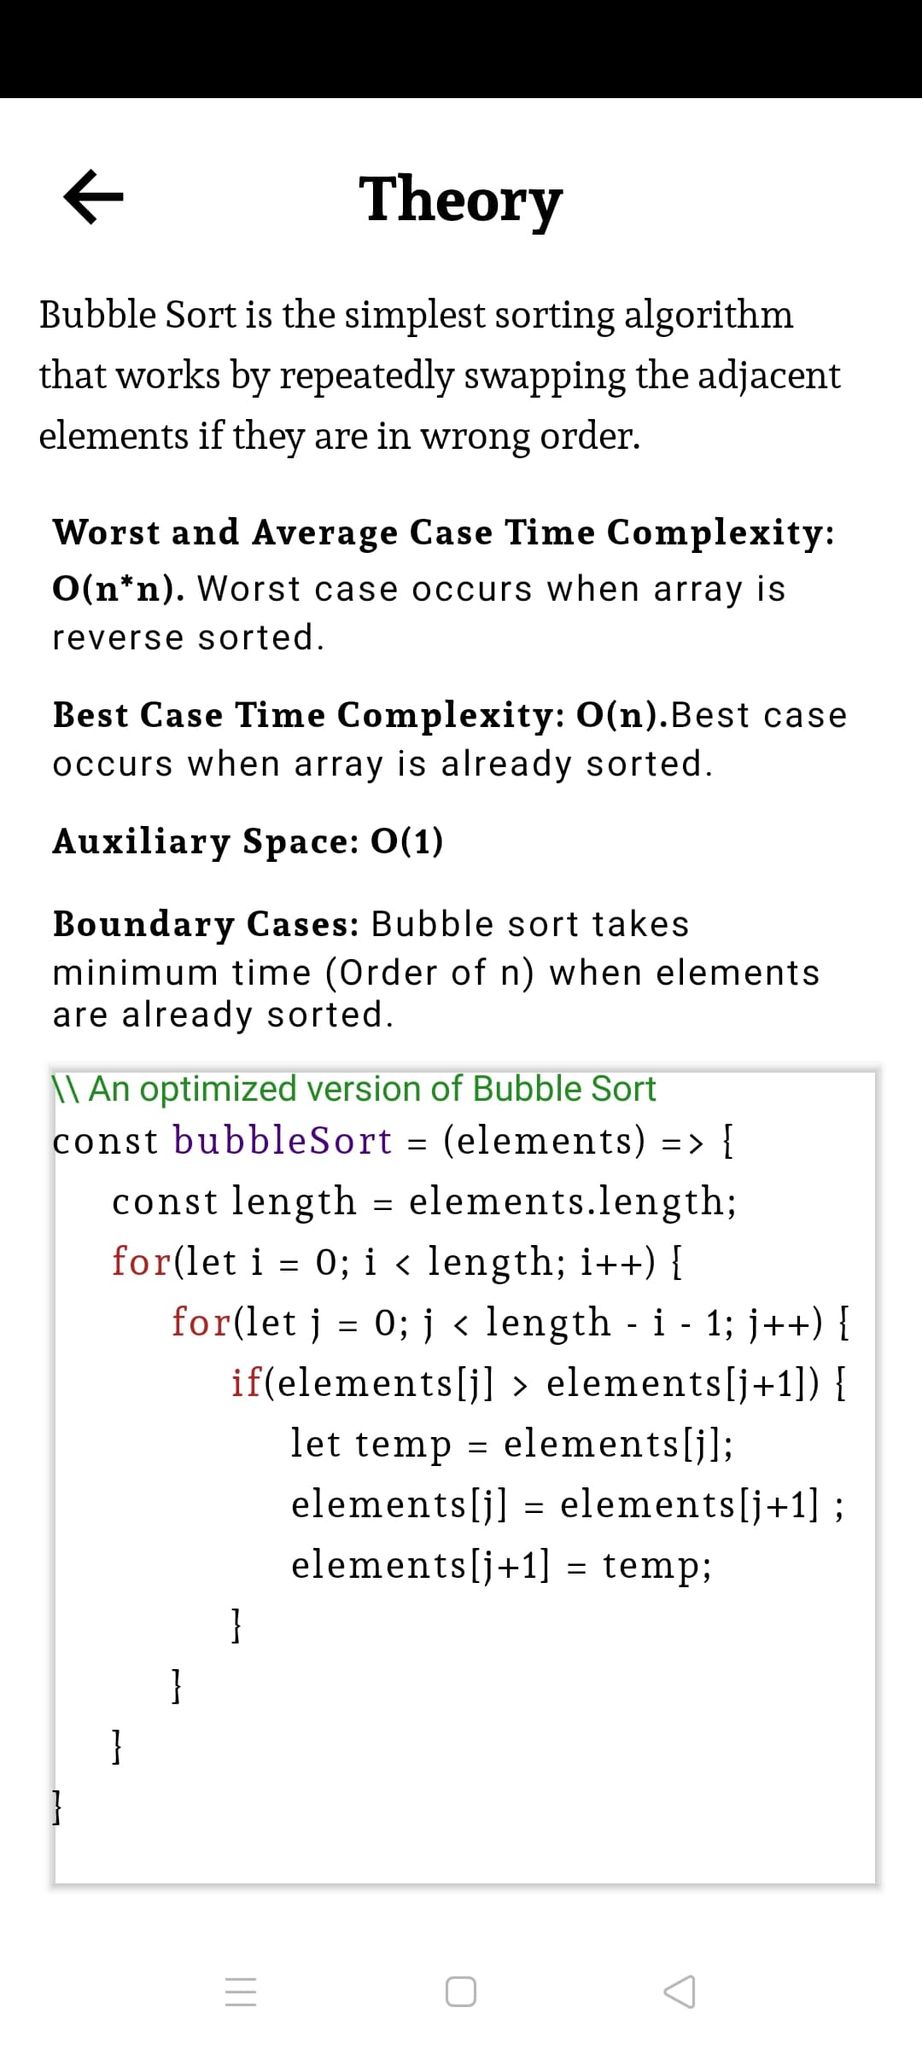 Theory
Bubble Sort is the simplest sorting algorithm
that works by repeatedly swapping the adjacent
elements if they are in wrong order.
Worst and Average Case Time Complexity:
O(n*n). Worst case occurs when array is
reverse sorted.
Best Case Time Complexity: O(n).Best case
occurs when array is already sorted.
Auxiliary Space: O(1)
Boundary Cases: Bubble sort takes
minimum time (Order of n) when elements
are already sorted.
\\ An optimized version of Bubble Sort
const bubbleSort = (elements) => {
const length = elements.length;
for(let i = 0; i < length; i++) {
for(let j = 0; j < length - i - 1; j++) {
if(elements[j] > elements[j+1]) {
let temp = elements[j];
elements[j] = elements[j+1] ;
elements[j+1] = temp;
}
}
}
}